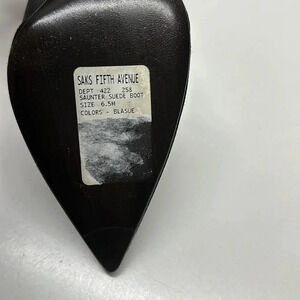 SAKS FIFTH AVENUE
DEPT 422 258
SAUNTER SUEDE BOOT
SIZE 6.5M
COLORS - BLASUE